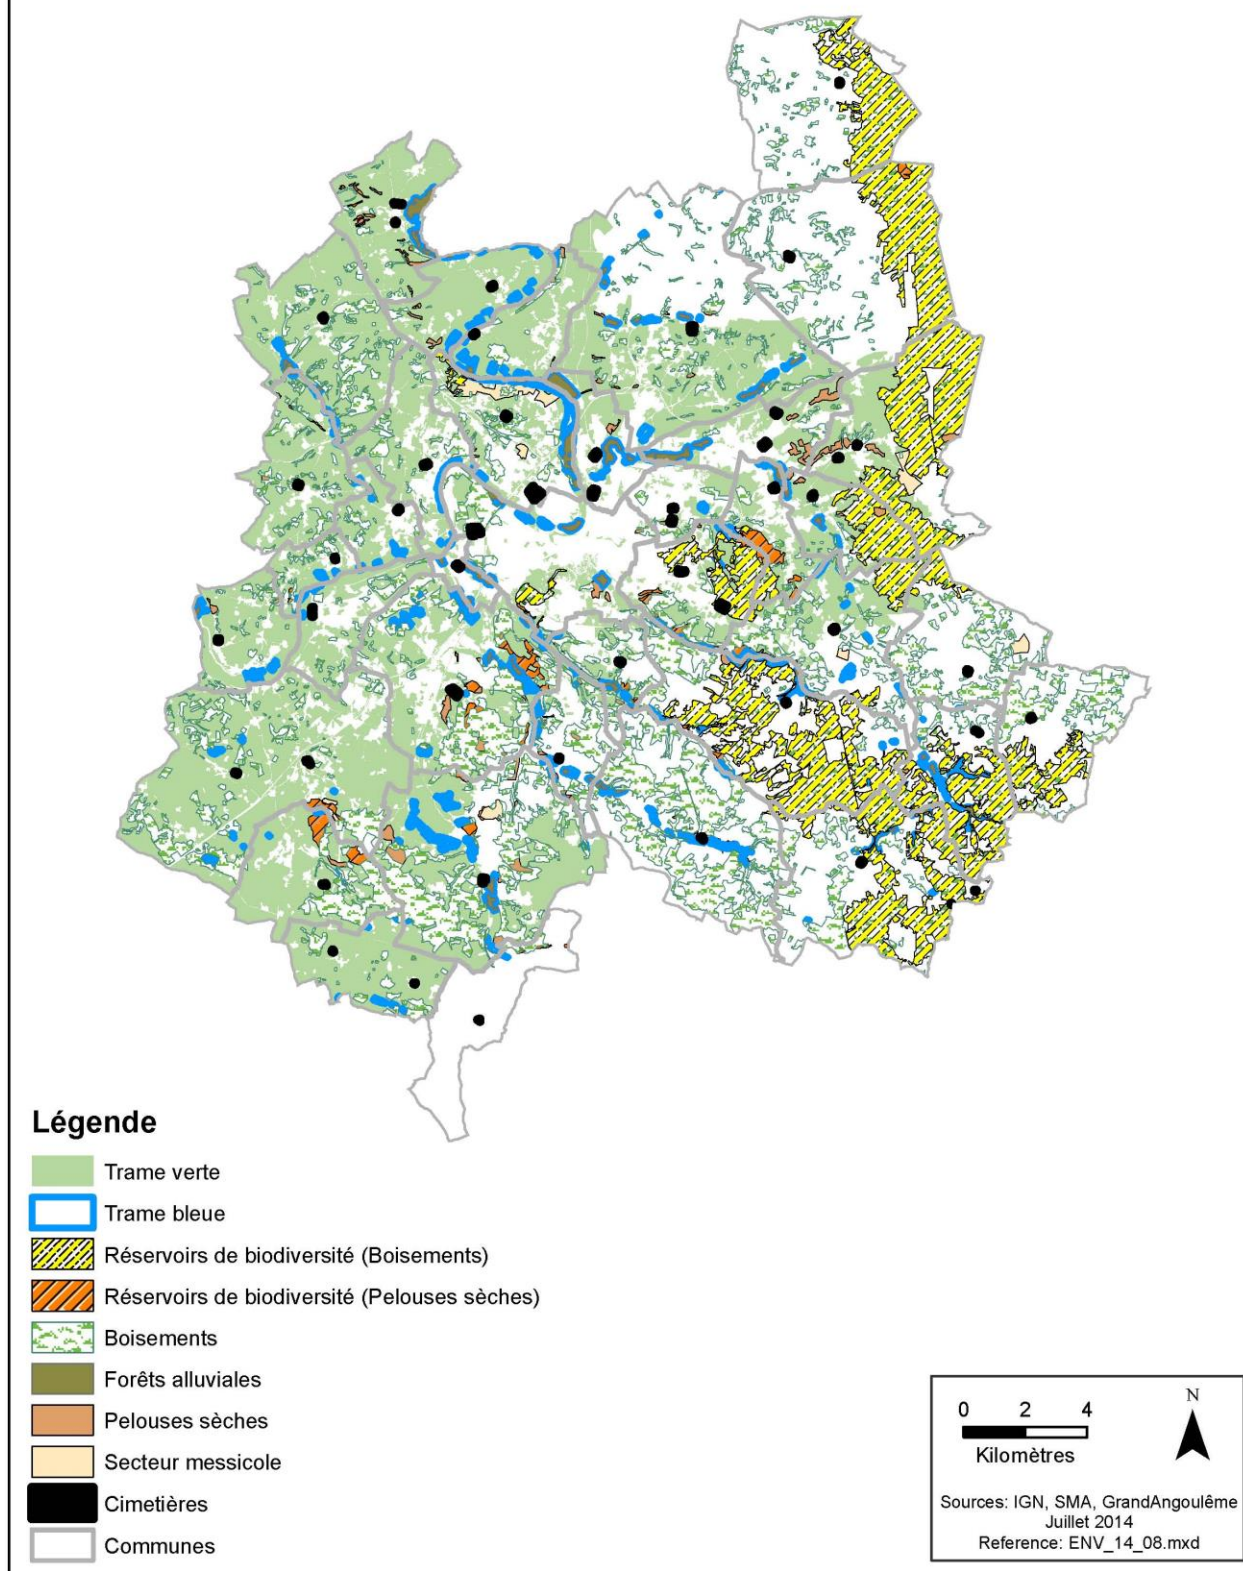 Légende
Trame verte
Trame bleue
Réservoirs de biodiversité (Boisements)
Réservoirs de biodiversité (Pelouses sèches)
Boisements
Forêts alluviales
Pelouses sèches
Secteur messicole
Cimetières
Communes
0 2 4
Kilomètres
N
Sources: IGN, SMA, GrandAngoulême
Juillet 2014
Reference: ENV_14_08.mxd